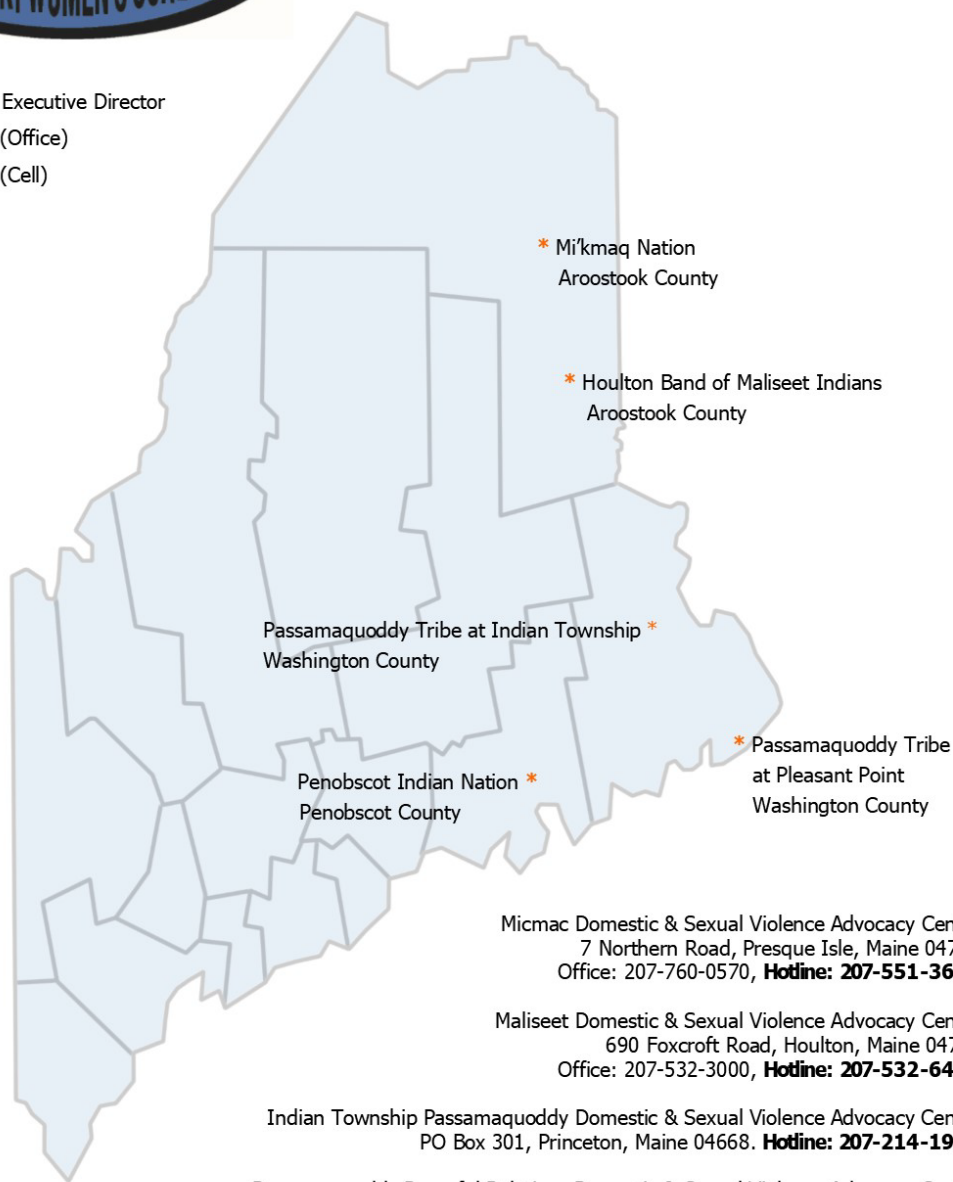 WOMEN'S
Executive Director
(Office)
(Cell)
* Mi'kmaq Nation
Aroostook County
* Houlton Band of Maliseet Indians
Aroostook County
Passamaquoddy Tribe at Indian Township *
Washington County
* Passamaquoddy Tribe
at Pleasant Point
Washington County
Penobscot Indian Nation *
Penobscot County
Micmac Domestic & Sexual Violence Advocacy Cen
7 Northern Road, Presque Isle, Maine 047
Office: 207-760-0570, Hotline: 207-551-36
Maliseet Domestic & Sexual Violence Advocacy Cen
690 Foxcroft Road, Houlton, Maine 047
Office: 207-532-3000, Hotline: 207-532-64
Indian Township Passamaquoddy Domestic & Sexual Violence Advocacy Cen
PO Box 301, Princeton, Maine 04668. Hotline: 207-214-19